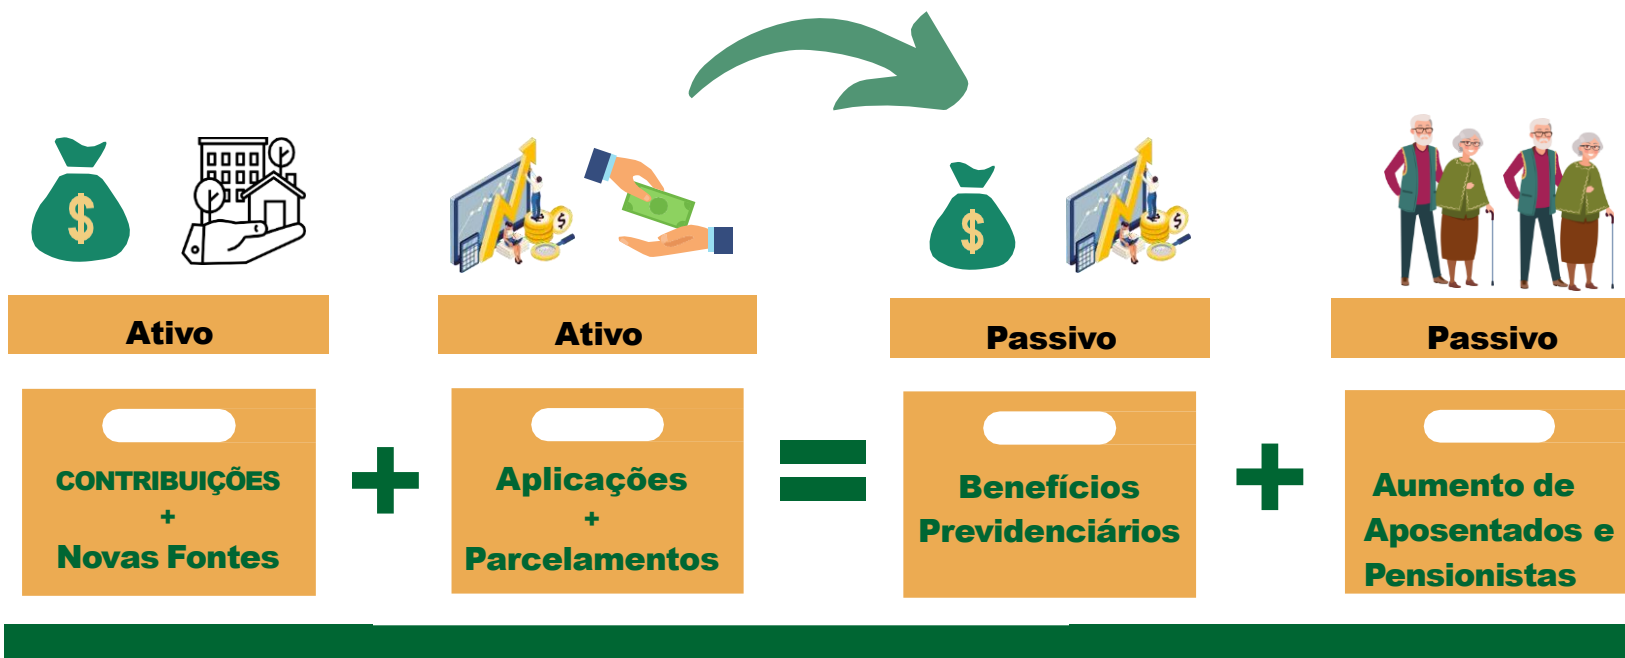 $
$
$
$
$
Ativo
Ativo
Passivo
Passivo
CONTRIBUIÇÕES
+
Novas Fontes
+
Aplicações
+
Parcelamentos
=
Benefícios
Previdenciários
+
Aumento de
Aposentados e
Pensionistas